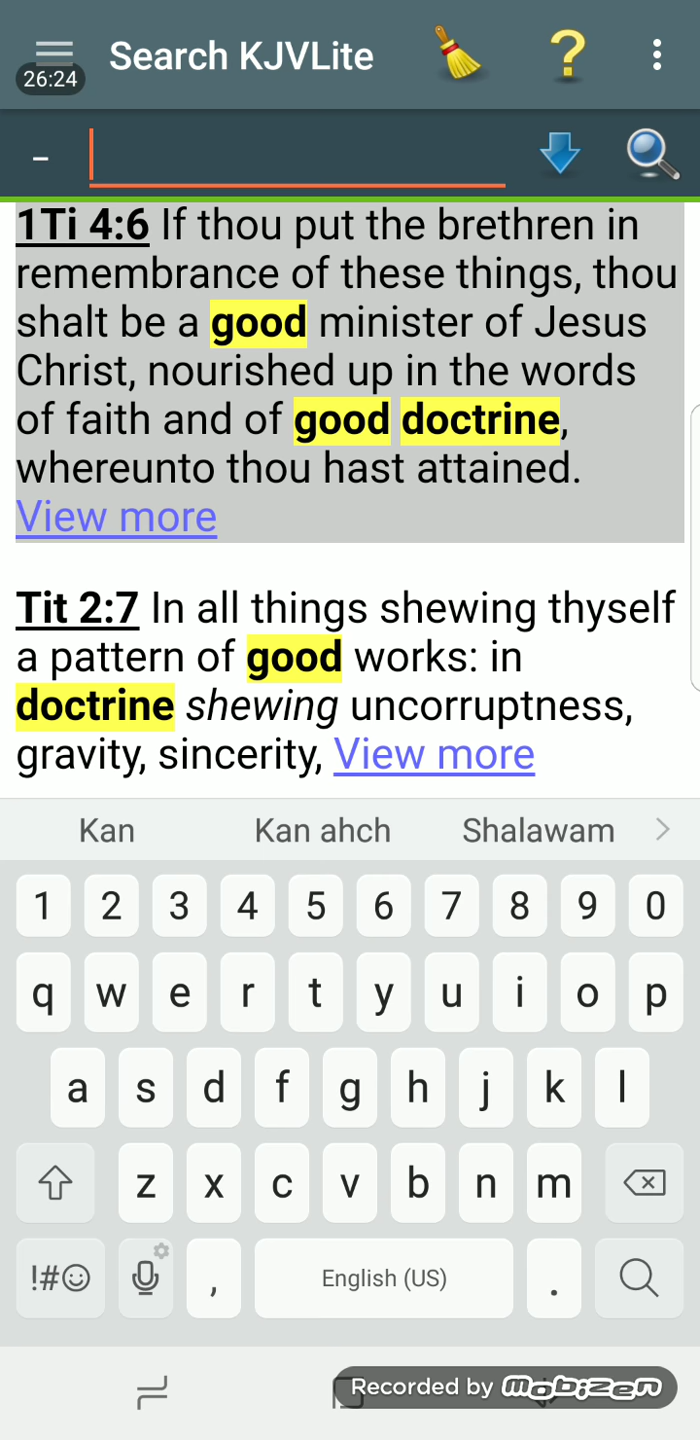 Search KJVLite
?
26:24
-
1Ti 4:6 If thou put the brethren in
remembrance of these things, thou
shalt be a good minister of Jesus
Christ, nourished up in the words
of faith and of good doctrine,
whereunto thou hast attained.
View more
Tit 2:7 In all things shewing thyself
a pattern of good works: in
doctrine shewing uncorruptness,
gravity, sincerity, View more
Kan Kan ahch Shalawam
1 2 3 4 5 6 7 8 9 0
q w e r t y u i o p
a s d f g h j k l
z x c v b n m
!#☺ , English (US) .
Recorded by mobizen